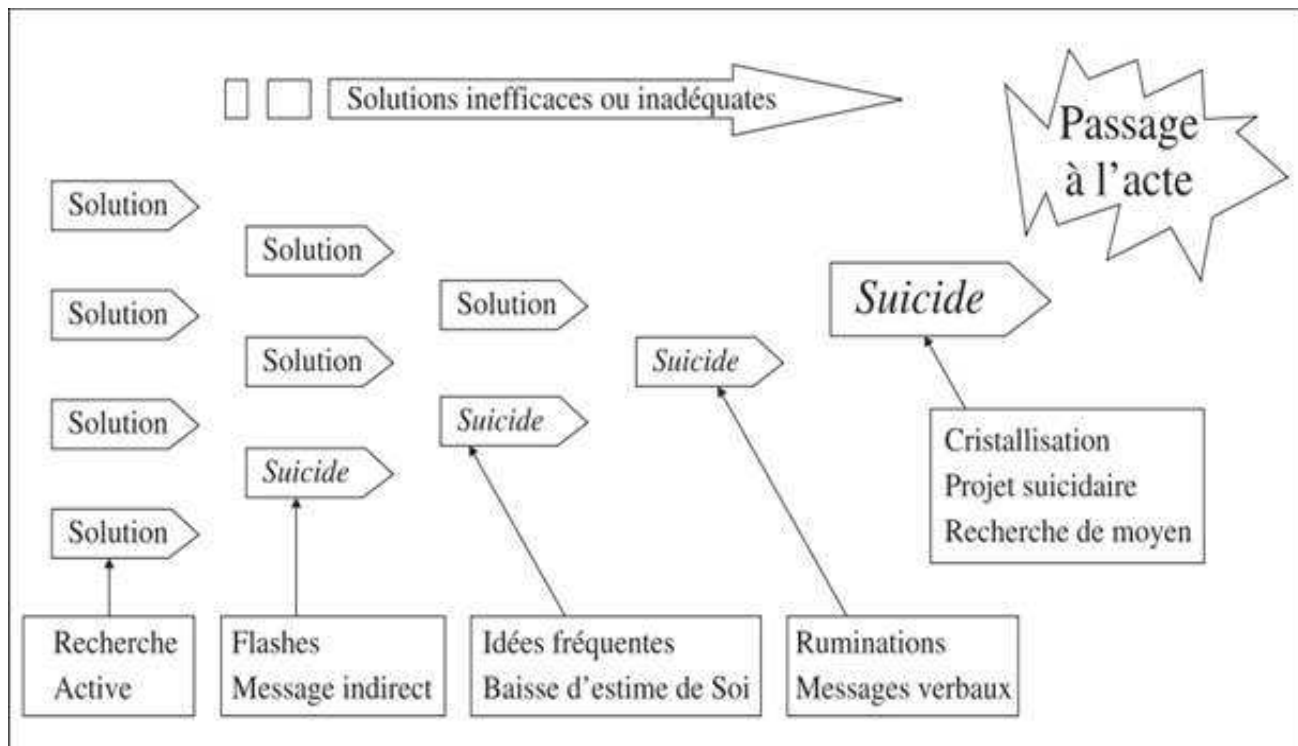 Solutions inefficaces ou inadéquates
Passage
à l'acte
Solution
Solution
Solution
Solution
Solution
Solution
Suicide
Solution
Suicide
Suicide
Suicide
Recherche
Active
Flashes
Message indirect
Idées fréquentes
Baisse d'estime de Soi
Ruminations
Messages verbaux
Cristallisation
Projet suicidaire
Recherche de moyen